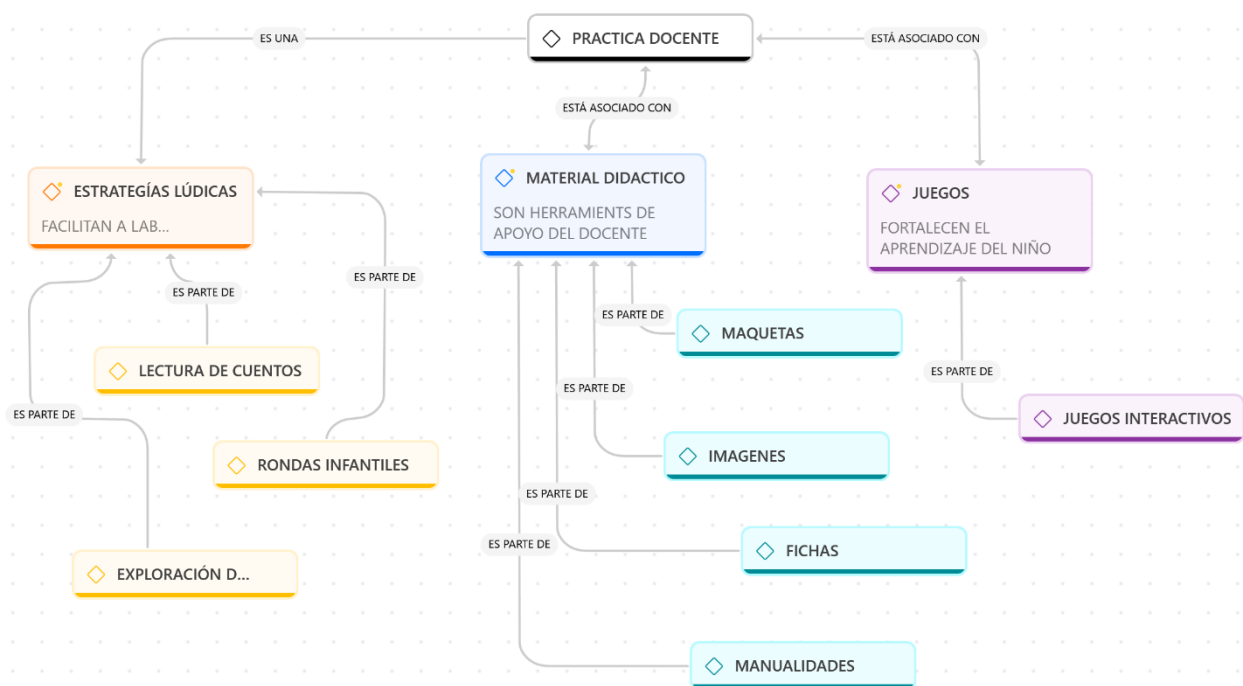 PRACTICA DOCENTE
ES UNA
ESTÁ ASOCIADO CON
ESTÁ ASOCIADO CON
ESTRATEGÍAS LÚDICAS
FACILITAN A LAB...
MATERIAL DIDACTICO
SON HERRAMIENTS DE
APOYO DEL DOCENTE
JUEGOS
FORTALECEN EL
APRENDIZAJE DEL NIÑO
ES PARTE DE
ES PARTE DE
ES PARTE DE
MAQUETAS
LECTURA DE CUENTOS
ES PARTE DE
ES PARTE DE
ES PARTE DE
JUEGOS INTERACTIVOS
RONDAS INFANTILES
IMAGENES
ES PARTE DE
ES PARTE DE
FICHAS
EXPLORACIÓN D...
MANUALIDADES